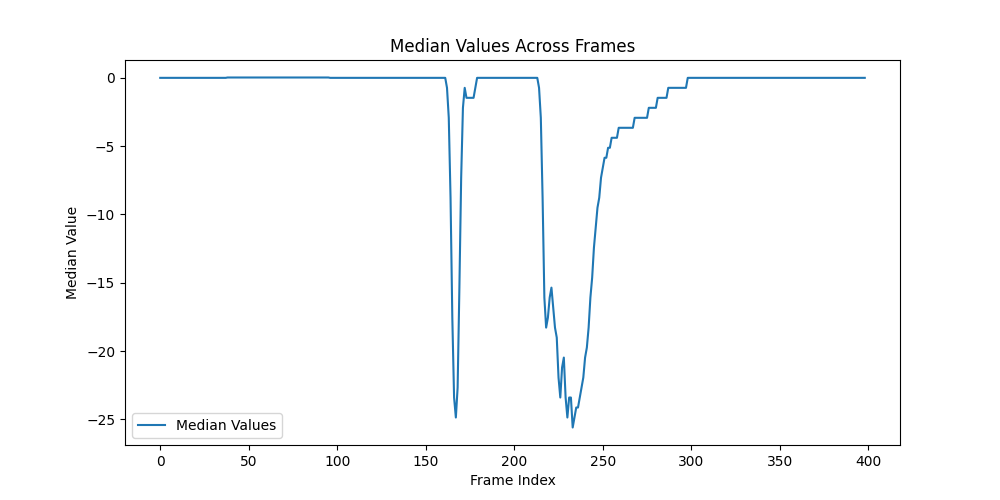 Median Values Across Frames
Median Value
0
−5
−10
−15
−20
−25
Median Values
0 50 100 150 200 250 300 350 400
Frame Index